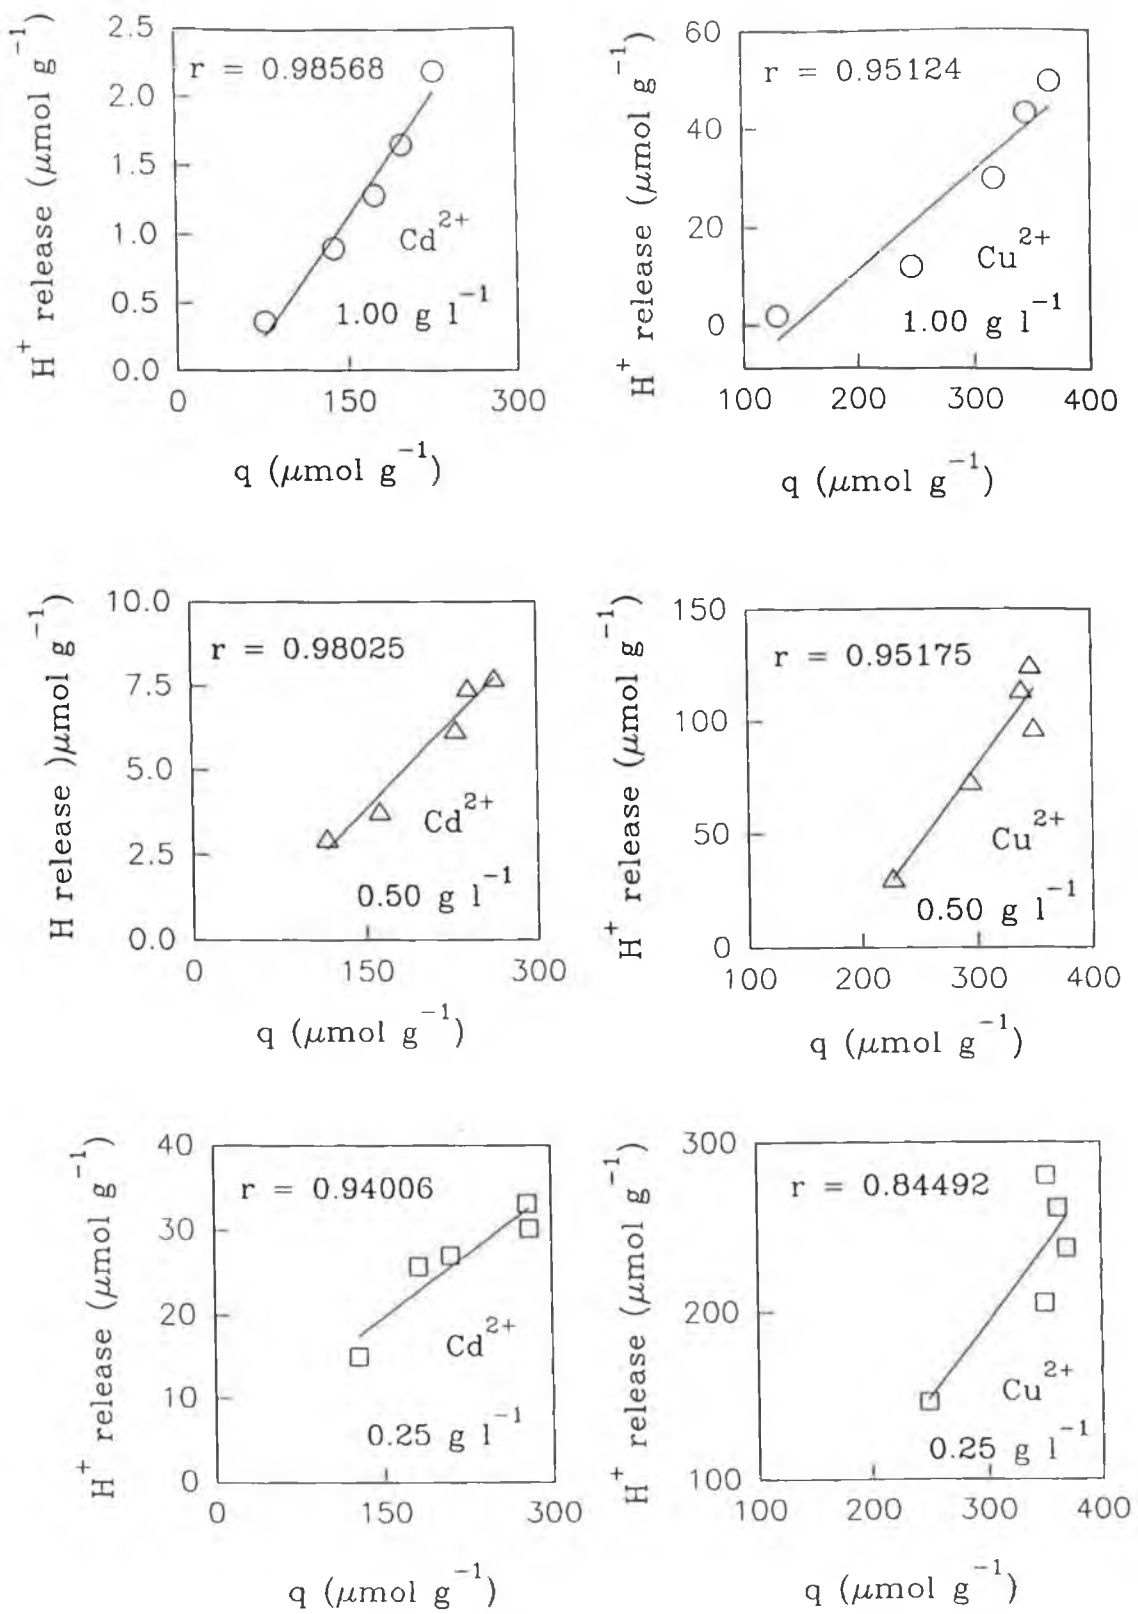 H⁺ release (μmol g⁻¹)
2.5
2.0
1.5
1.0
0.5
0.0
r = 0.98568
Cd²⁺
1.00 g l⁻¹
0 150 300
q (μmol g⁻¹)
H⁺ release (μmol g⁻¹)
60
40
20
0
r = 0.95124
Cu²⁺
1.00 g l⁻¹
100 200 300 400
q (μmol g⁻¹)
H release )μmol g⁻¹)
10.0
7.5
5.0
2.5
0.0
r = 0.98025
Cd²⁺
0.50 g l⁻¹
0 150 300
q (μmol g⁻¹)
H⁺ release (μmol g⁻¹)
150
100
50
0
r = 0.95175
Cu²⁺
0.50 g l⁻¹
100 200 300 400
q (μmol g⁻¹)
H⁺ release (μmol g⁻¹)
40
30
20
10
0
r = 0.94006
Cd²⁺
0.25 g l⁻¹
0 150 300
q (μmol g⁻¹)
H⁺ release (μmol g⁻¹)
300
200
100
r = 0.84492
Cu²⁺
0.25 g l⁻¹
100 200 300 400
q (μmol g⁻¹)